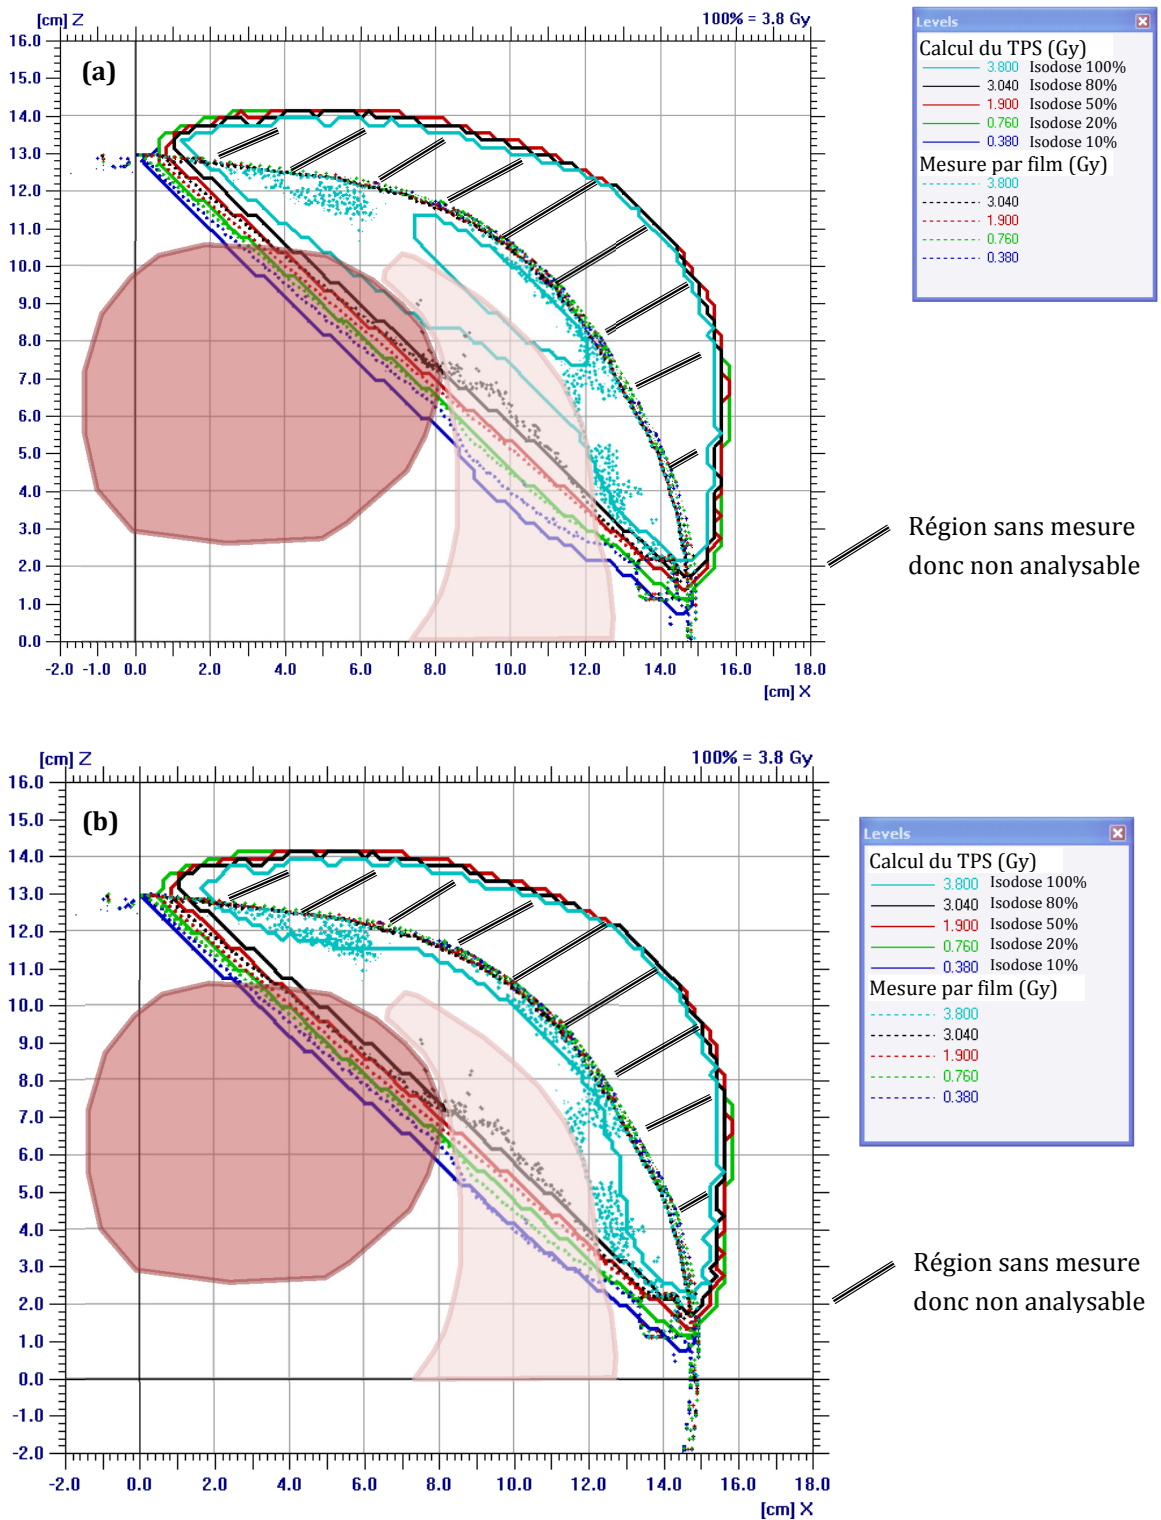 [cm] Z
100% = 3.8 Gy
16.0
15.0
14.0
13.0
12.0
11.0
10.0
9.0
8.0
7.0
6.0
5.0
4.0
3.0
2.0
1.0
0.0
(a)
-2.0 -1.0 0.0 2.0 4.0 6.0 8.0 10.0 12.0 14.0 16.0 18.0
[cm] X
Levels
Calcul du TPS (Gy)
3.800 Isodose 100%
3.040 Isodose 80%
1.900 Isodose 50%
0.760 Isodose 20%
0.380 Isodose 10%
Mesure par film (Gy)
3.800
3.040
1.900
0.760
0.380
Région sans mesure
donc non analysable
[cm] Z
100% = 3.8 Gy
16.0
15.0
14.0
13.0
12.0
11.0
10.0
9.0
8.0
7.0
6.0
5.0
4.0
3.0
2.0
1.0
0.0
-1.0
-2.0
(b)
-2.0 0.0 2.0 4.0 6.0 8.0 10.0 12.0 14.0 16.0 18.0
[cm] X
Levels
Calcul du TPS (Gy)
3.800 Isodose 100%
3.040 Isodose 80%
1.900 Isodose 50%
0.760 Isodose 20%
0.380 Isodose 10%
Mesure par film (Gy)
3.800
3.040
1.900
0.760
0.380
Région sans mesure
donc non analysable